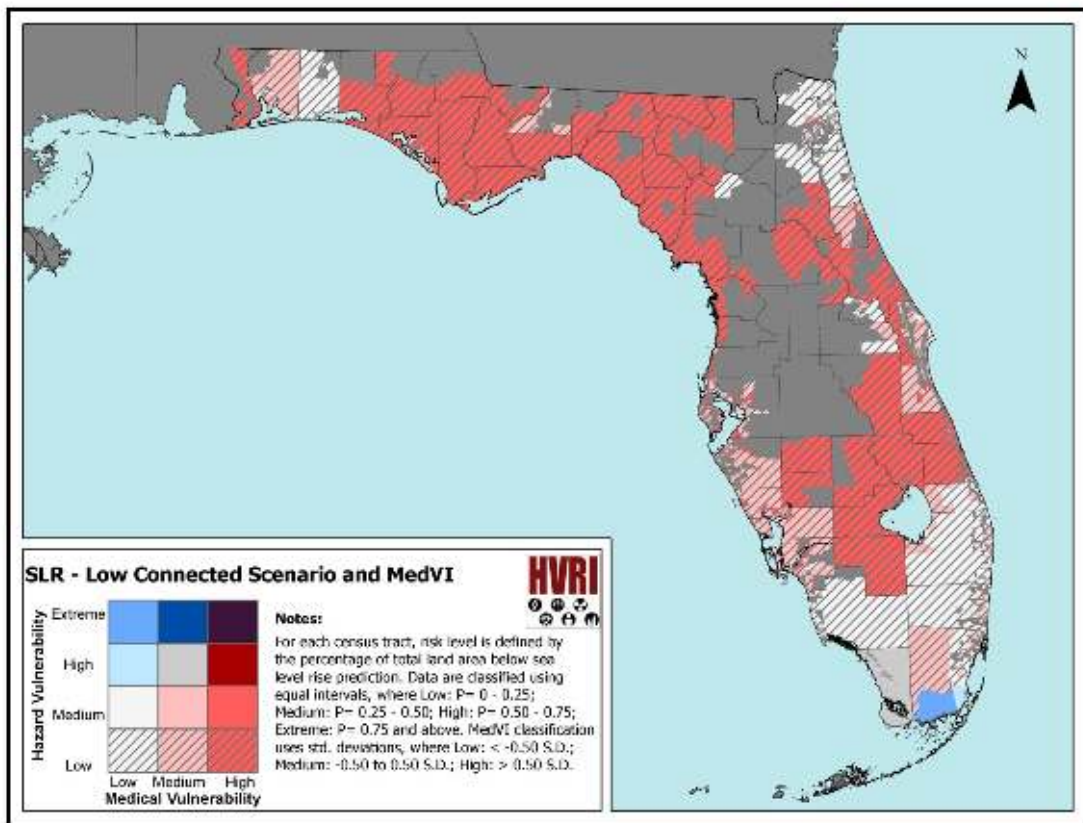 N
SLR - Low Connected Scenario and MedVI
HVRI
Hazard Vulnerability
Extreme
High
Medium
Low
Low Medium High
Medical Vulnerability
Notes:
For each census tract, risk level is defined by
the percentage of total land area below sea
level rise prediction. Data are classified using
equal intervals, where Low: P= 0 - 0.25;
Medium: P= 0.25 - 0.50; High: P= 0.50 - 0.75;
Extreme: P= 0.75 and above. MedVI classification
uses std. deviations, where Low: < -0.50 S.D.;
Medium: -0.50 to 0.50 S.D.; High: > 0.50 S.D.